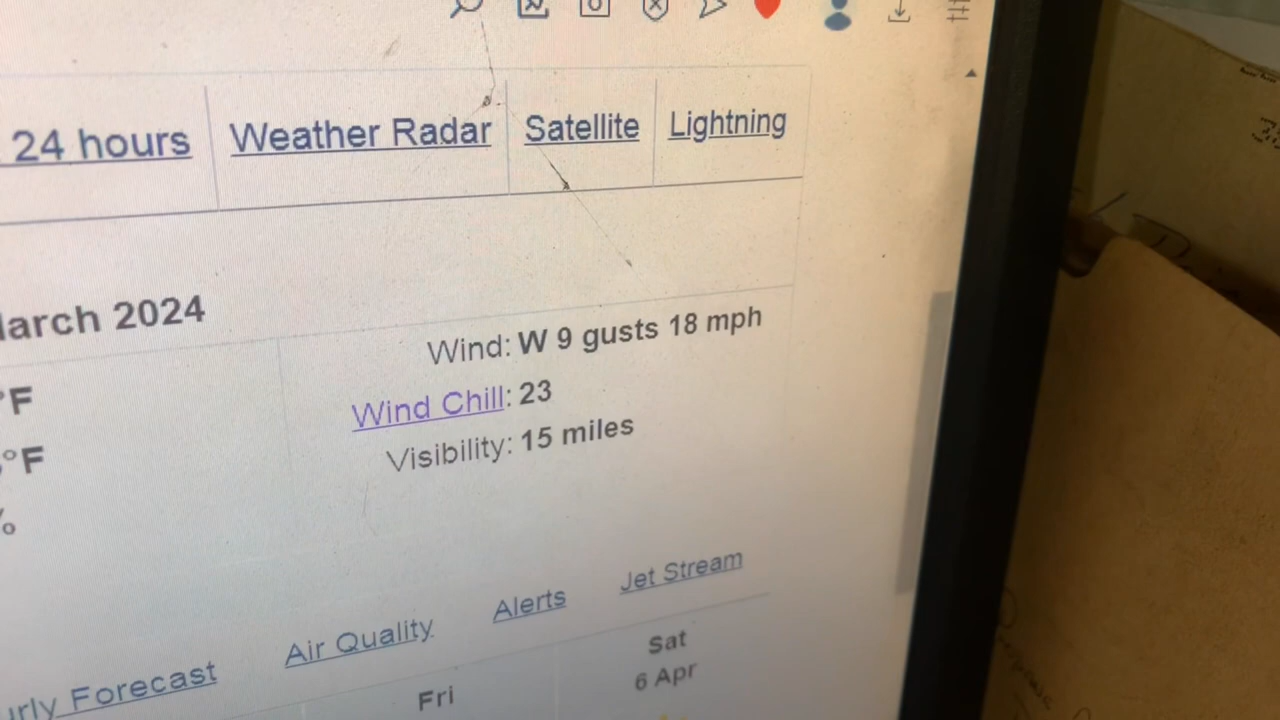 24 hours Weather Radar Satellite Lightning
March 2024
°F
Wind: W 9 gusts 18 mph
Wind Chill: 23
°F
Visibility: 15 miles
%
Jet Stream
Alerts
Air Quality
urly Forecast
Sat
6 Apr
Fri